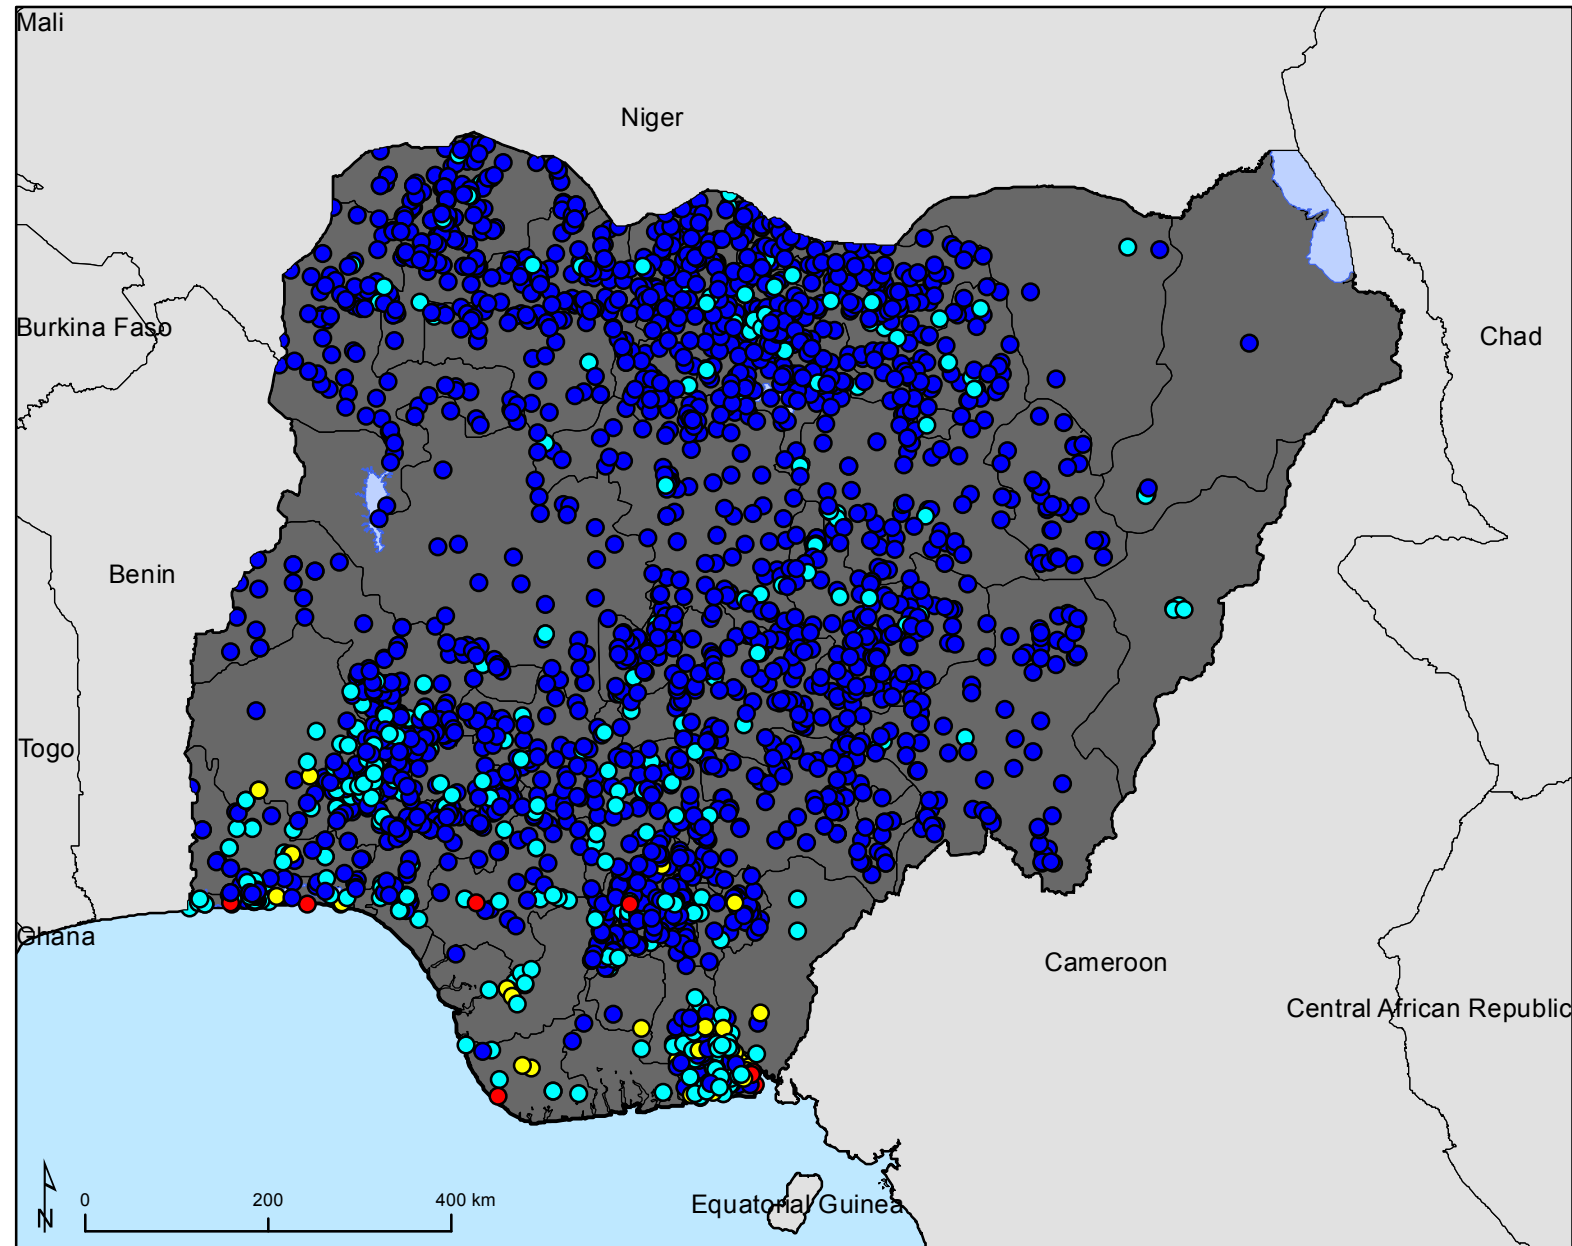 Mali
Niger
Burkina Faso
Chad
Benin
Togo
Ghana
Cameroon
Central African Republic
Equatorial Guinea
N
0 200 400 km